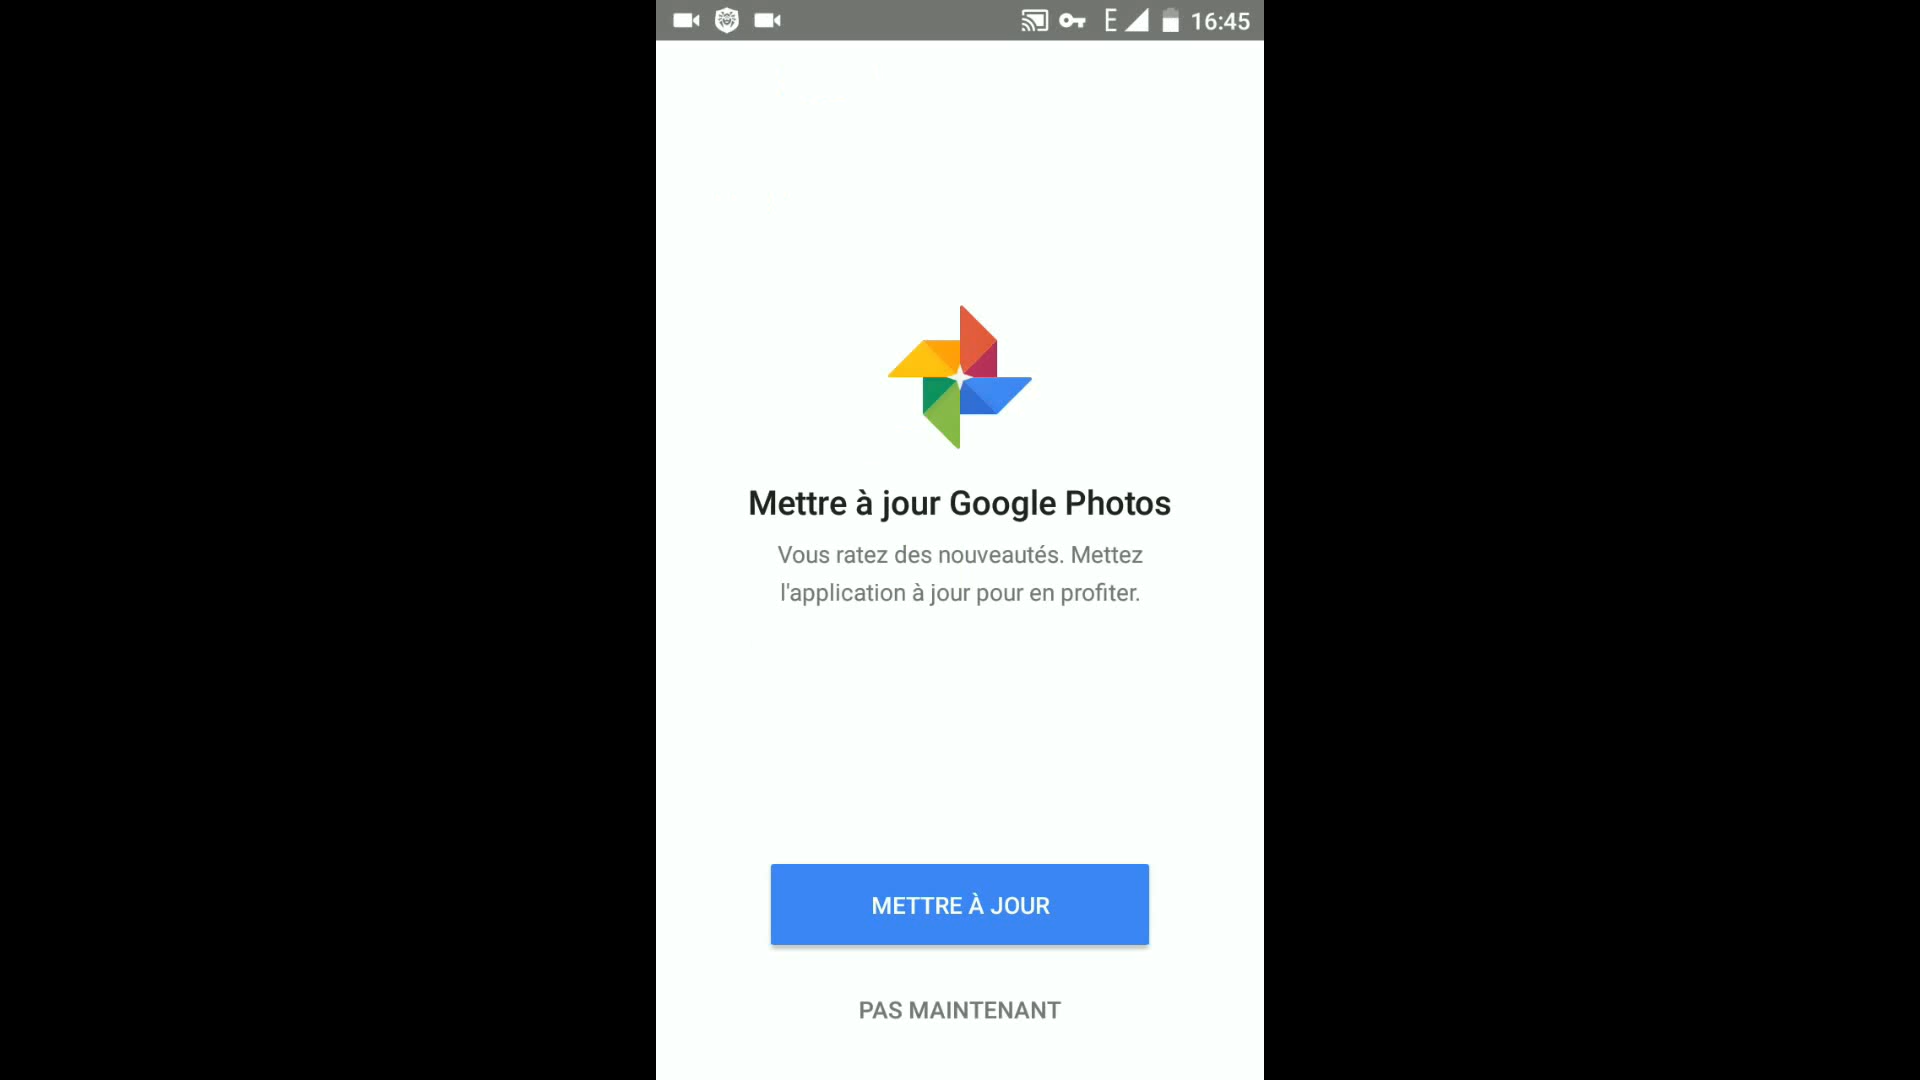 E 16:45
Mettre à jour Google Photos
Vous ratez des nouveautés. Mettez
l'application à jour pour en profiter.
METTRE À JOUR
PAS MAINTENANT